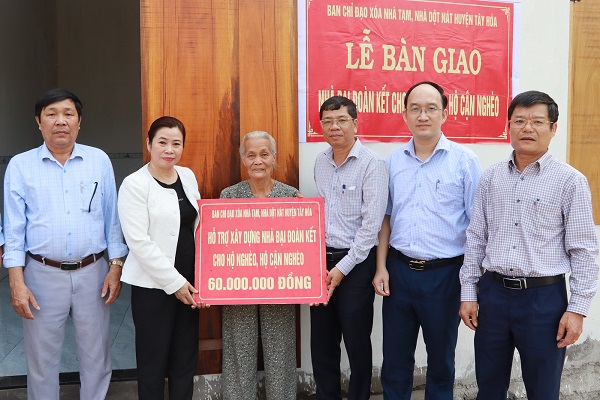 BAN CHỈ ĐẠO XÓA NHÀ TẠM, NHÀ DỘT NÁT HUYỆN TÂY HÒA
LỄ BÀN GIAO
NHÀ ĐẠI ĐOÀN KẾT CHO HỘ CẬN NGHÈO
BAN CHỈ ĐẠO XÓA NHÀ TẠM, NHÀ DỘT NÁT HUYỆN TÂY HÒA
HỖ TRỢ XÂY DỰNG NHÀ ĐẠI ĐOÀN KẾT
CHO HỘ NGHÈO, HỘ CẬN NGHÈO
60.000.000 ĐỒNG